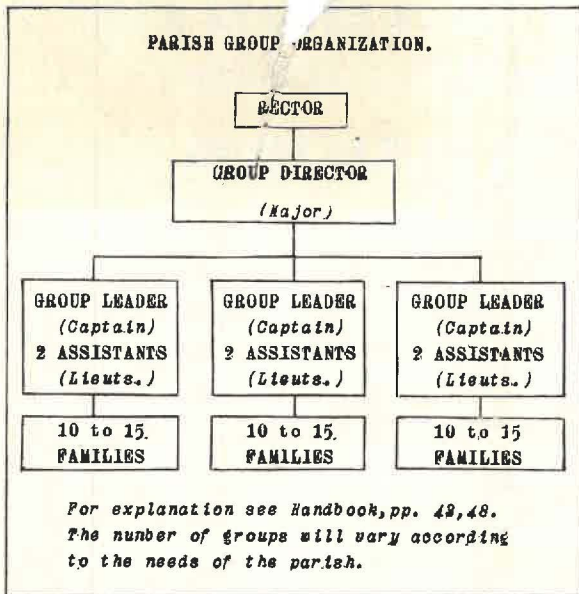 PARISH GROUP ORGANIZATION.
RECTOR
GROUP DIRECTOR
(Major)
GROUP LEADER
(Captain)
2 ASSISTANTS
(Lieuts.)
GROUP LEADER
(Captain)
2 ASSISTANTS
(Lieuts.)
GROUP LEADER
(Captain)
2 ASSISTANTS
(Lieuts.)
10 to 15
FAMILIES
10 to 15
FAMILIES
10 to 15
FAMILIES
For explanation see Handbook, pp. 48.
The number of groups will vary according
to the needs of the parish.